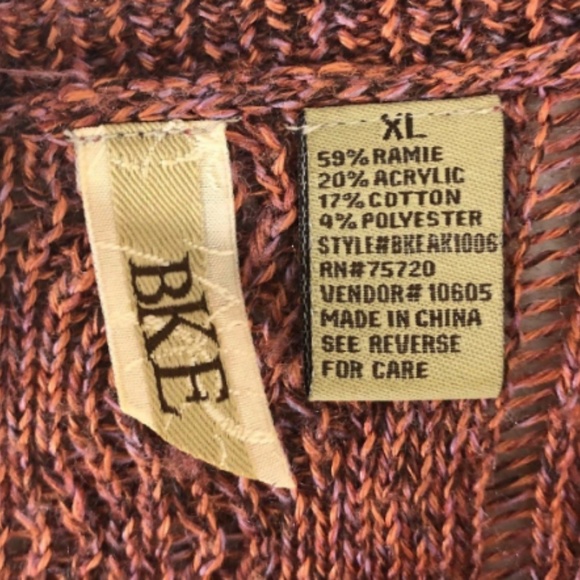 BKE
XL
59% RAMIE
20% ACRYLIC
17% COTTON
4% POLYESTER
STYLE#BKEAK1006
RN#75720
VENDOR# 10605
MADE IN CHINA
SEE REVERSE
FOR CARE